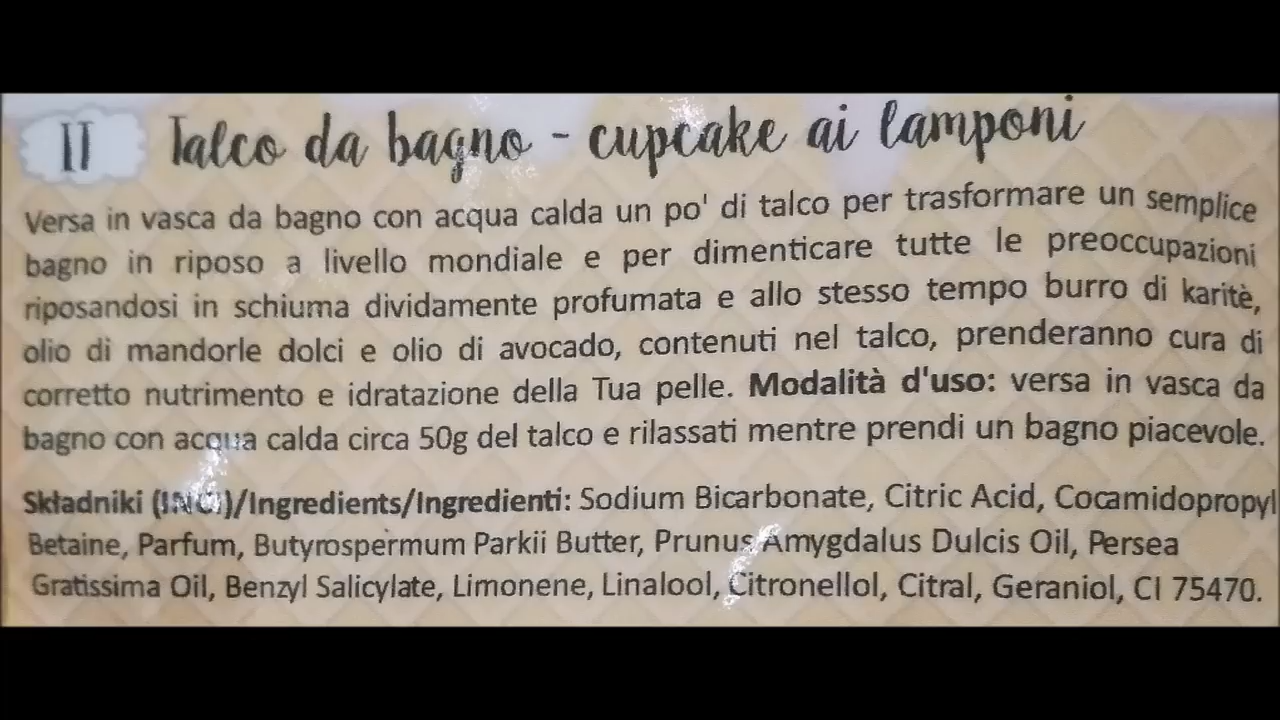 IT Talco da bagno - cupcake ai lamponi
Versa in vasca da bagno con acqua calda un po' di talco per trasformare un semplice
bagno in riposo a livello mondiale e per dimenticare tutte le preoccupazioni
riposandosi in schiuma dividamente profumata e allo stesso tempo burro di karitè,
olio di mandorle dolci e olio di avocado, contenuti nel talco, prenderanno cura di
corretto nutrimento e idratazione della Tua pelle. Modalità d'uso: versa in vasca da
bagno con acqua calda circa 50g del talco e rilassati mentre prendi un bagno piacevole.
Składniki (INCI)/Ingredients/Ingredienti: Sodium Bicarbonate, Citric Acid, Cocamidopropyl
Betaine, Parfum, Butyrospermum Parkii Butter, Prunus Amygdalus Dulcis Oil, Persea
Gratissima Oil, Benzyl Salicylate, Limonene, Linalool, Citronellol, Citral, Geraniol, CI 75470.